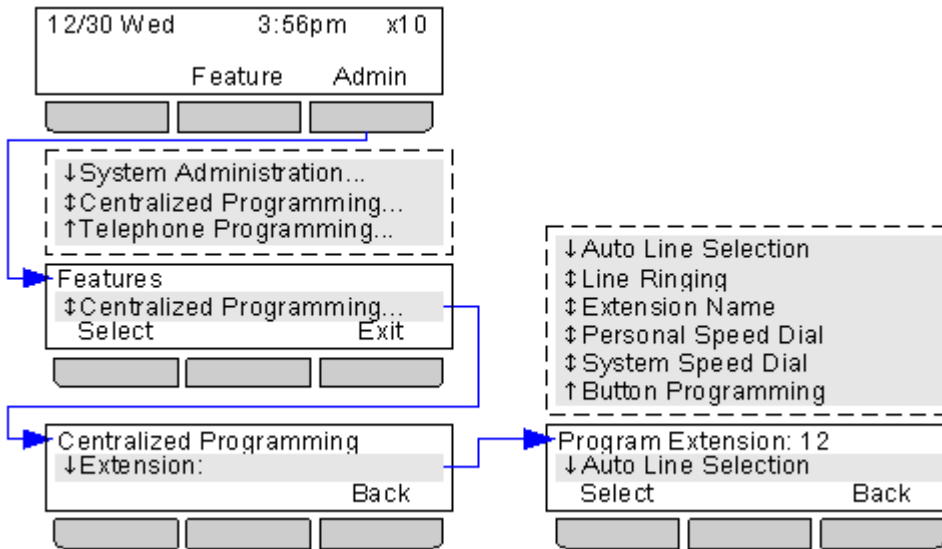 12/30 Wed 3:56pm x10
Feature Admin
↓System Administration...
↕Centralized Programming...
↑Telephone Programming...
Features
↕Centralized Programming...
Select Exit
Centralized Programming
↓Extension:
Back
↓Auto Line Selection
↕Line Ringing
↕Extension Name
↕Personal Speed Dial
↕System Speed Dial
↑Button Programming
Program Extension: 12
↓Auto Line Selection
Select Back